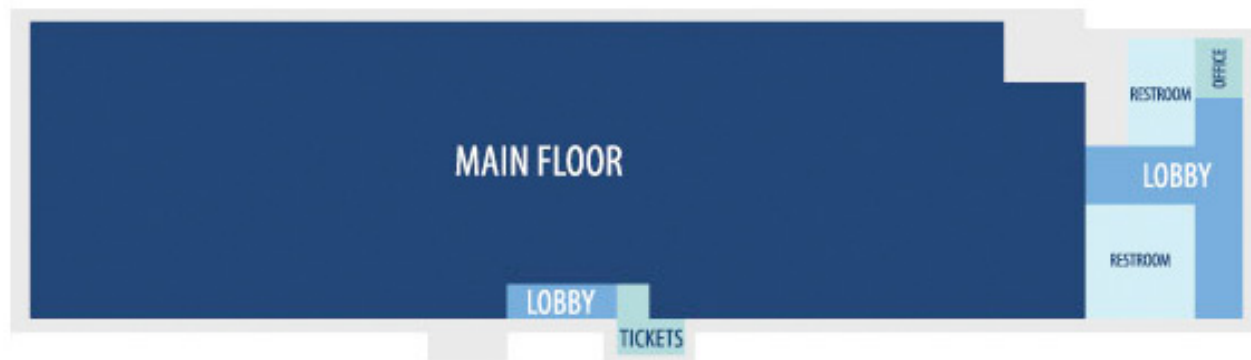 OFFICE
RESTROOM
MAIN FLOOR
LOBBY
RESTROOM
LOBBY
TICKETS